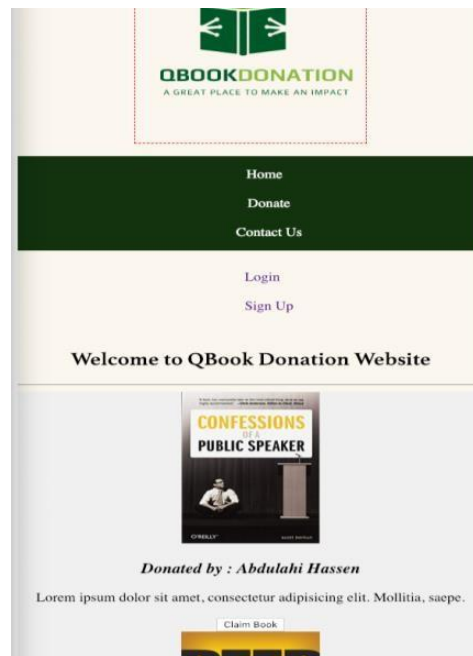 QBOOKDONATION
A GREAT PLACE TO MAKE AN IMPACT
Home
Donate
Contact Us
Login
Sign Up
Welcome to QBook Donation Website
CONFESSIONS
OF A
PUBLIC SPEAKER
O'REILLY
Donated by : Abdulahi Hassen
Lorem ipsum dolor sit amet, consectetur adipisicing elit. Mollitia, saepe.
Claim Book